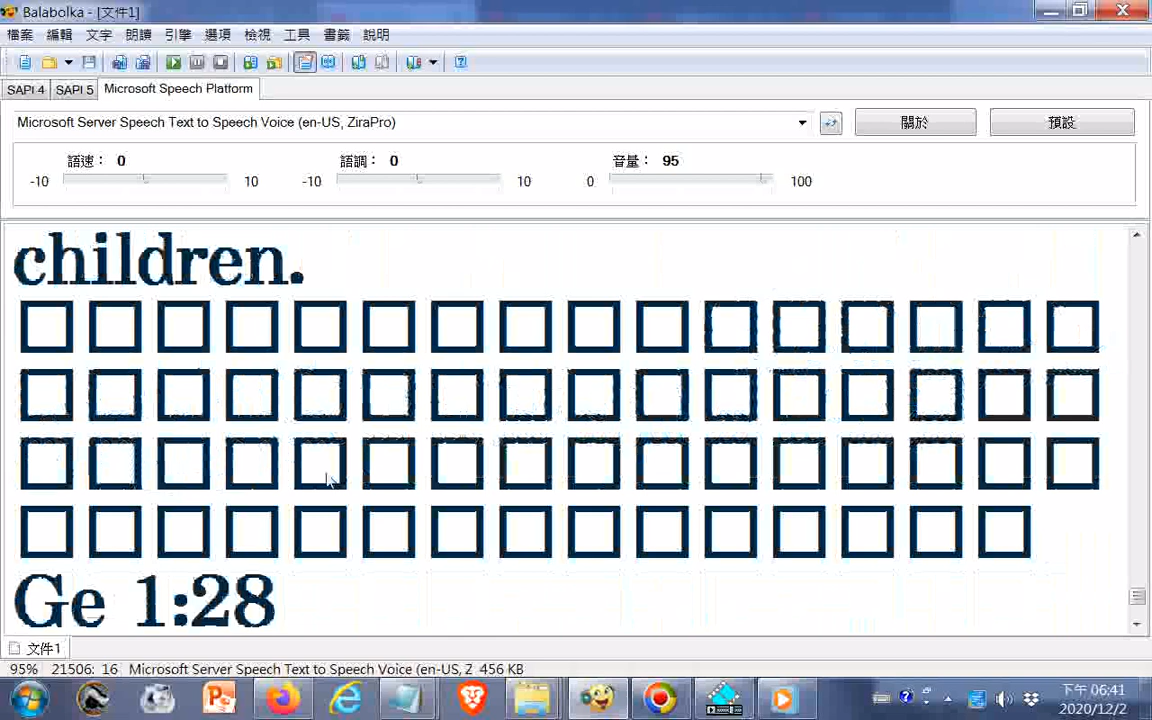 Balabolka - [文件1]
檔案 編輯 文字 朗讀 引擎 選項 檢視 工具 書籤 說明
SAPI 4 SAPI 5 Microsoft Speech Platform
Microsoft Server Speech Text to Speech Voice (en-US, ZiraPro) 關於 預設
語速： 0 語調： 0 音量： 95
-10 10 -10 10 0 100
children.
□□□□□□□□□□□□□□□□
□□□□□□□□□□□□□□□□
□□□□□□□□□□□□□□□□
□□□□□□□□□□□□□□□
Ge 1:28
文件1
95% 21506: 16 Microsoft Server Speech Text to Speech Voice (en-US, Z 456 KB
下午 06:41
2020/12/2